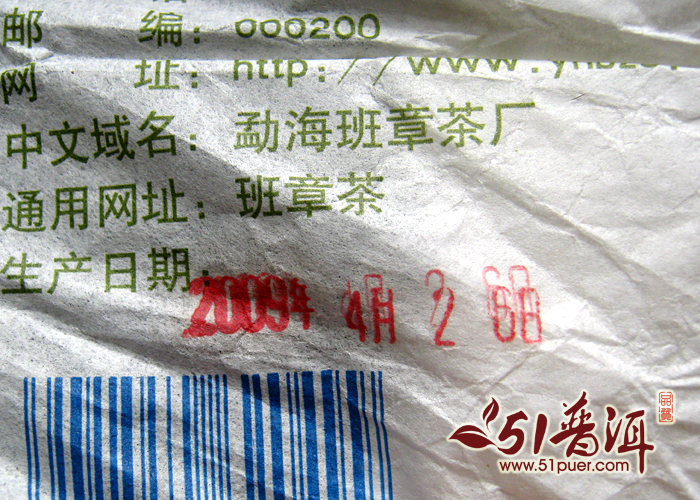 邮 编：000200
网 址：http://www.ynbz
中文域名：勐海班章茶厂
通用网址：班章茶
生产日期：2009年 4月 2 6日
51普洱
www.51puer.com